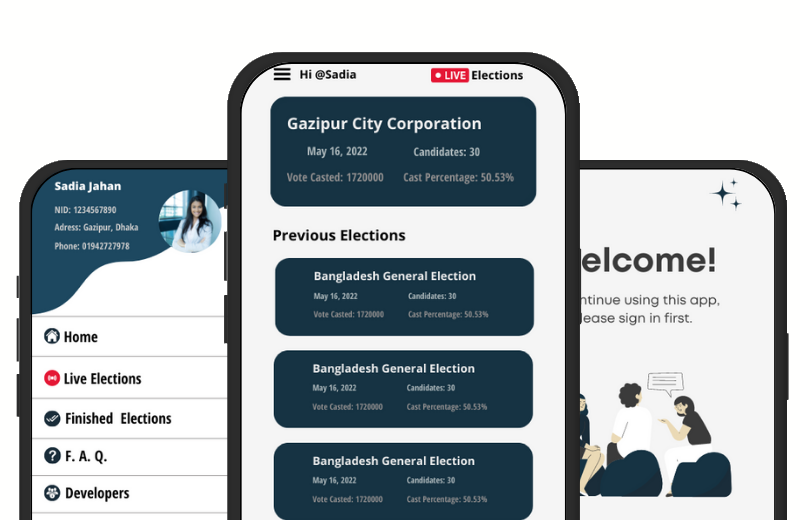 Sadia Jahan
NID: 1234567890
Adress: Gazipur, Dhaka
Phone: 01942727978
Home
Live Elections
Finished Elections
F. A. Q.
Developers
Hi @Sadia
LIVE Elections
Gazipur City Corporation
May 16, 2022 Candidates: 30
Vote Casted: 1720000 Cast Percentage: 50.53%
Previous Elections
Bangladesh General Election
May 16, 2022 Candidates: 30
Vote Casted: 1720000 Cast Percentage: 50.53%
Bangladesh General Election
May 16, 2022 Candidates: 30
Vote Casted: 1720000 Cast Percentage: 50.53%
Bangladesh General Election
May 16, 2022 Candidates: 30
Vote Casted: 1720000 Cast Percentage: 50.53%
elcome!
ntinue using this app,
lease sign in first.